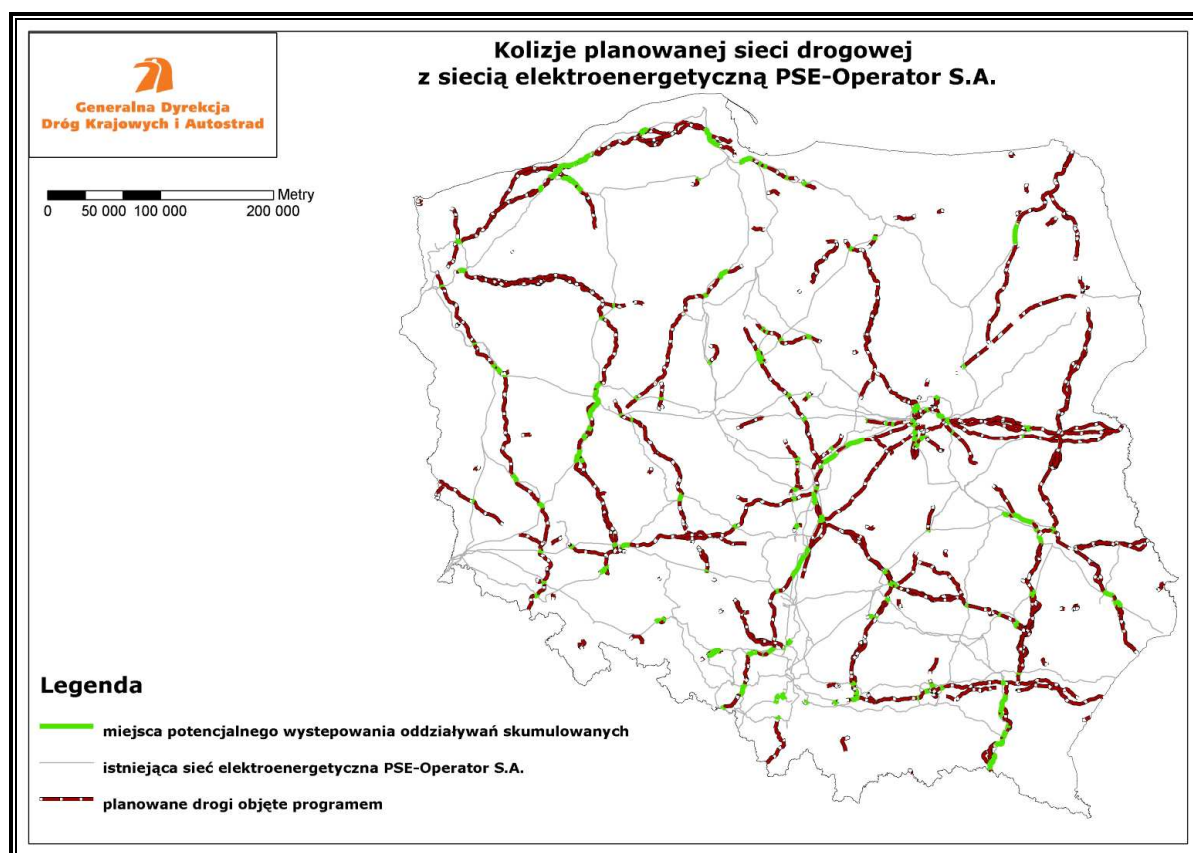 Generalna Dyrekcja
Dróg Krajowych i Autostrad
Kolizje planowanej sieci drogowej
z siecią elektroenergetyczną PSE-Operator S.A.
Metry
0 50 000 100 000 200 000
Legenda
miejsca potencjalnego wystepowania oddziaływań skumulowanych
istniejąca sieć elektroenergetyczna PSE-Operator S.A.
planowane drogi objęte programem